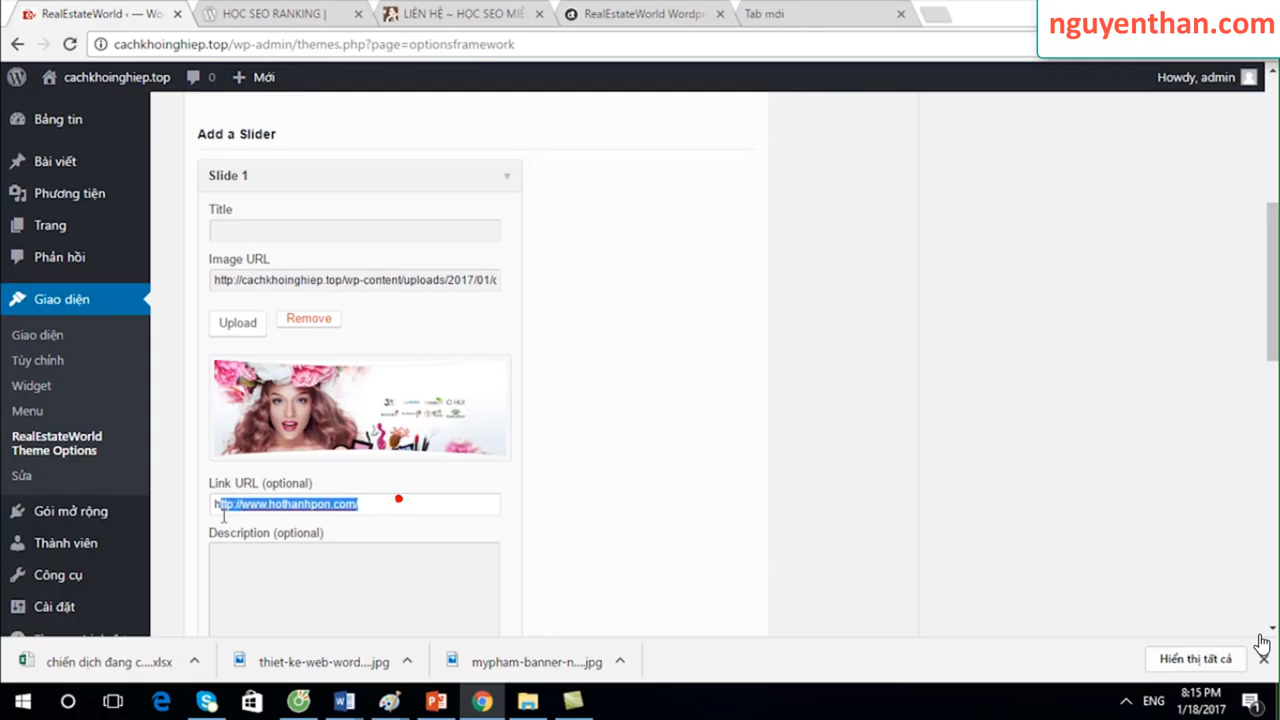 RealEstateWorld ‹ — Wo
HỌC SEO RANKING |
LIÊN HỆ ~ HỌC SEO MIỄ
RealEstateWorld Wordpr
Tab mới
nguyenthan.com
cachkhoinghiep.top/wp-admin/themes.php?page=optionsframework
cachkhoinghiep.top
0
Mới
Howdy, admin
Bảng tin
Bài viết
Phương tiện
Trang
Phản hồi
Giao diện
Giao diện
Tùy chỉnh
Widget
Menu
RealEstateWorld
Theme Options
Sửa
Gói mở rộng
Thành viên
Công cụ
Cài đặt
Add a Slider
Slide 1
Title
Image URL
http://cachkhoinghiep.top/wp-content/uploads/2017/01/c
Upload
Remove
Link URL (optional)
http://www.hothanhpon.com/
Description (optional)
chiến dịch đang c....xlsx
thiet-ke-web-word....jpg
mypham-banner-n....jpg
Hiển thị tất cả
ENG
8:15 PM
1/18/2017